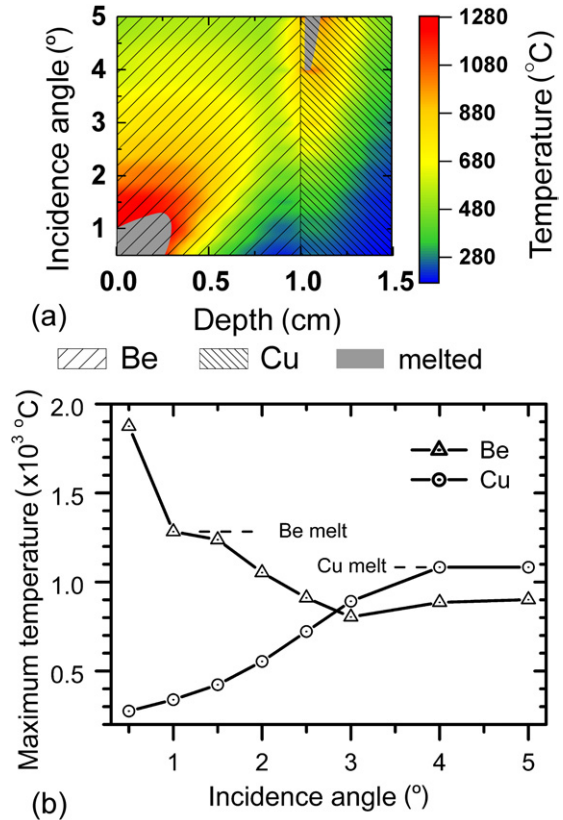 5
4
3
2
1
Incidence angle (º)
0.0 0.5 1.0 1.5
Depth (cm)
1280
1080
880
680
480
280
Temperature (°C)
(a)
Be Cu melted
2.0
1.5
1.0
0.5
Maximum temperature (x10³ °C)
Be
Cu
Be melt
Cu melt
1 2 3 4 5
Incidence angle (º)
(b)